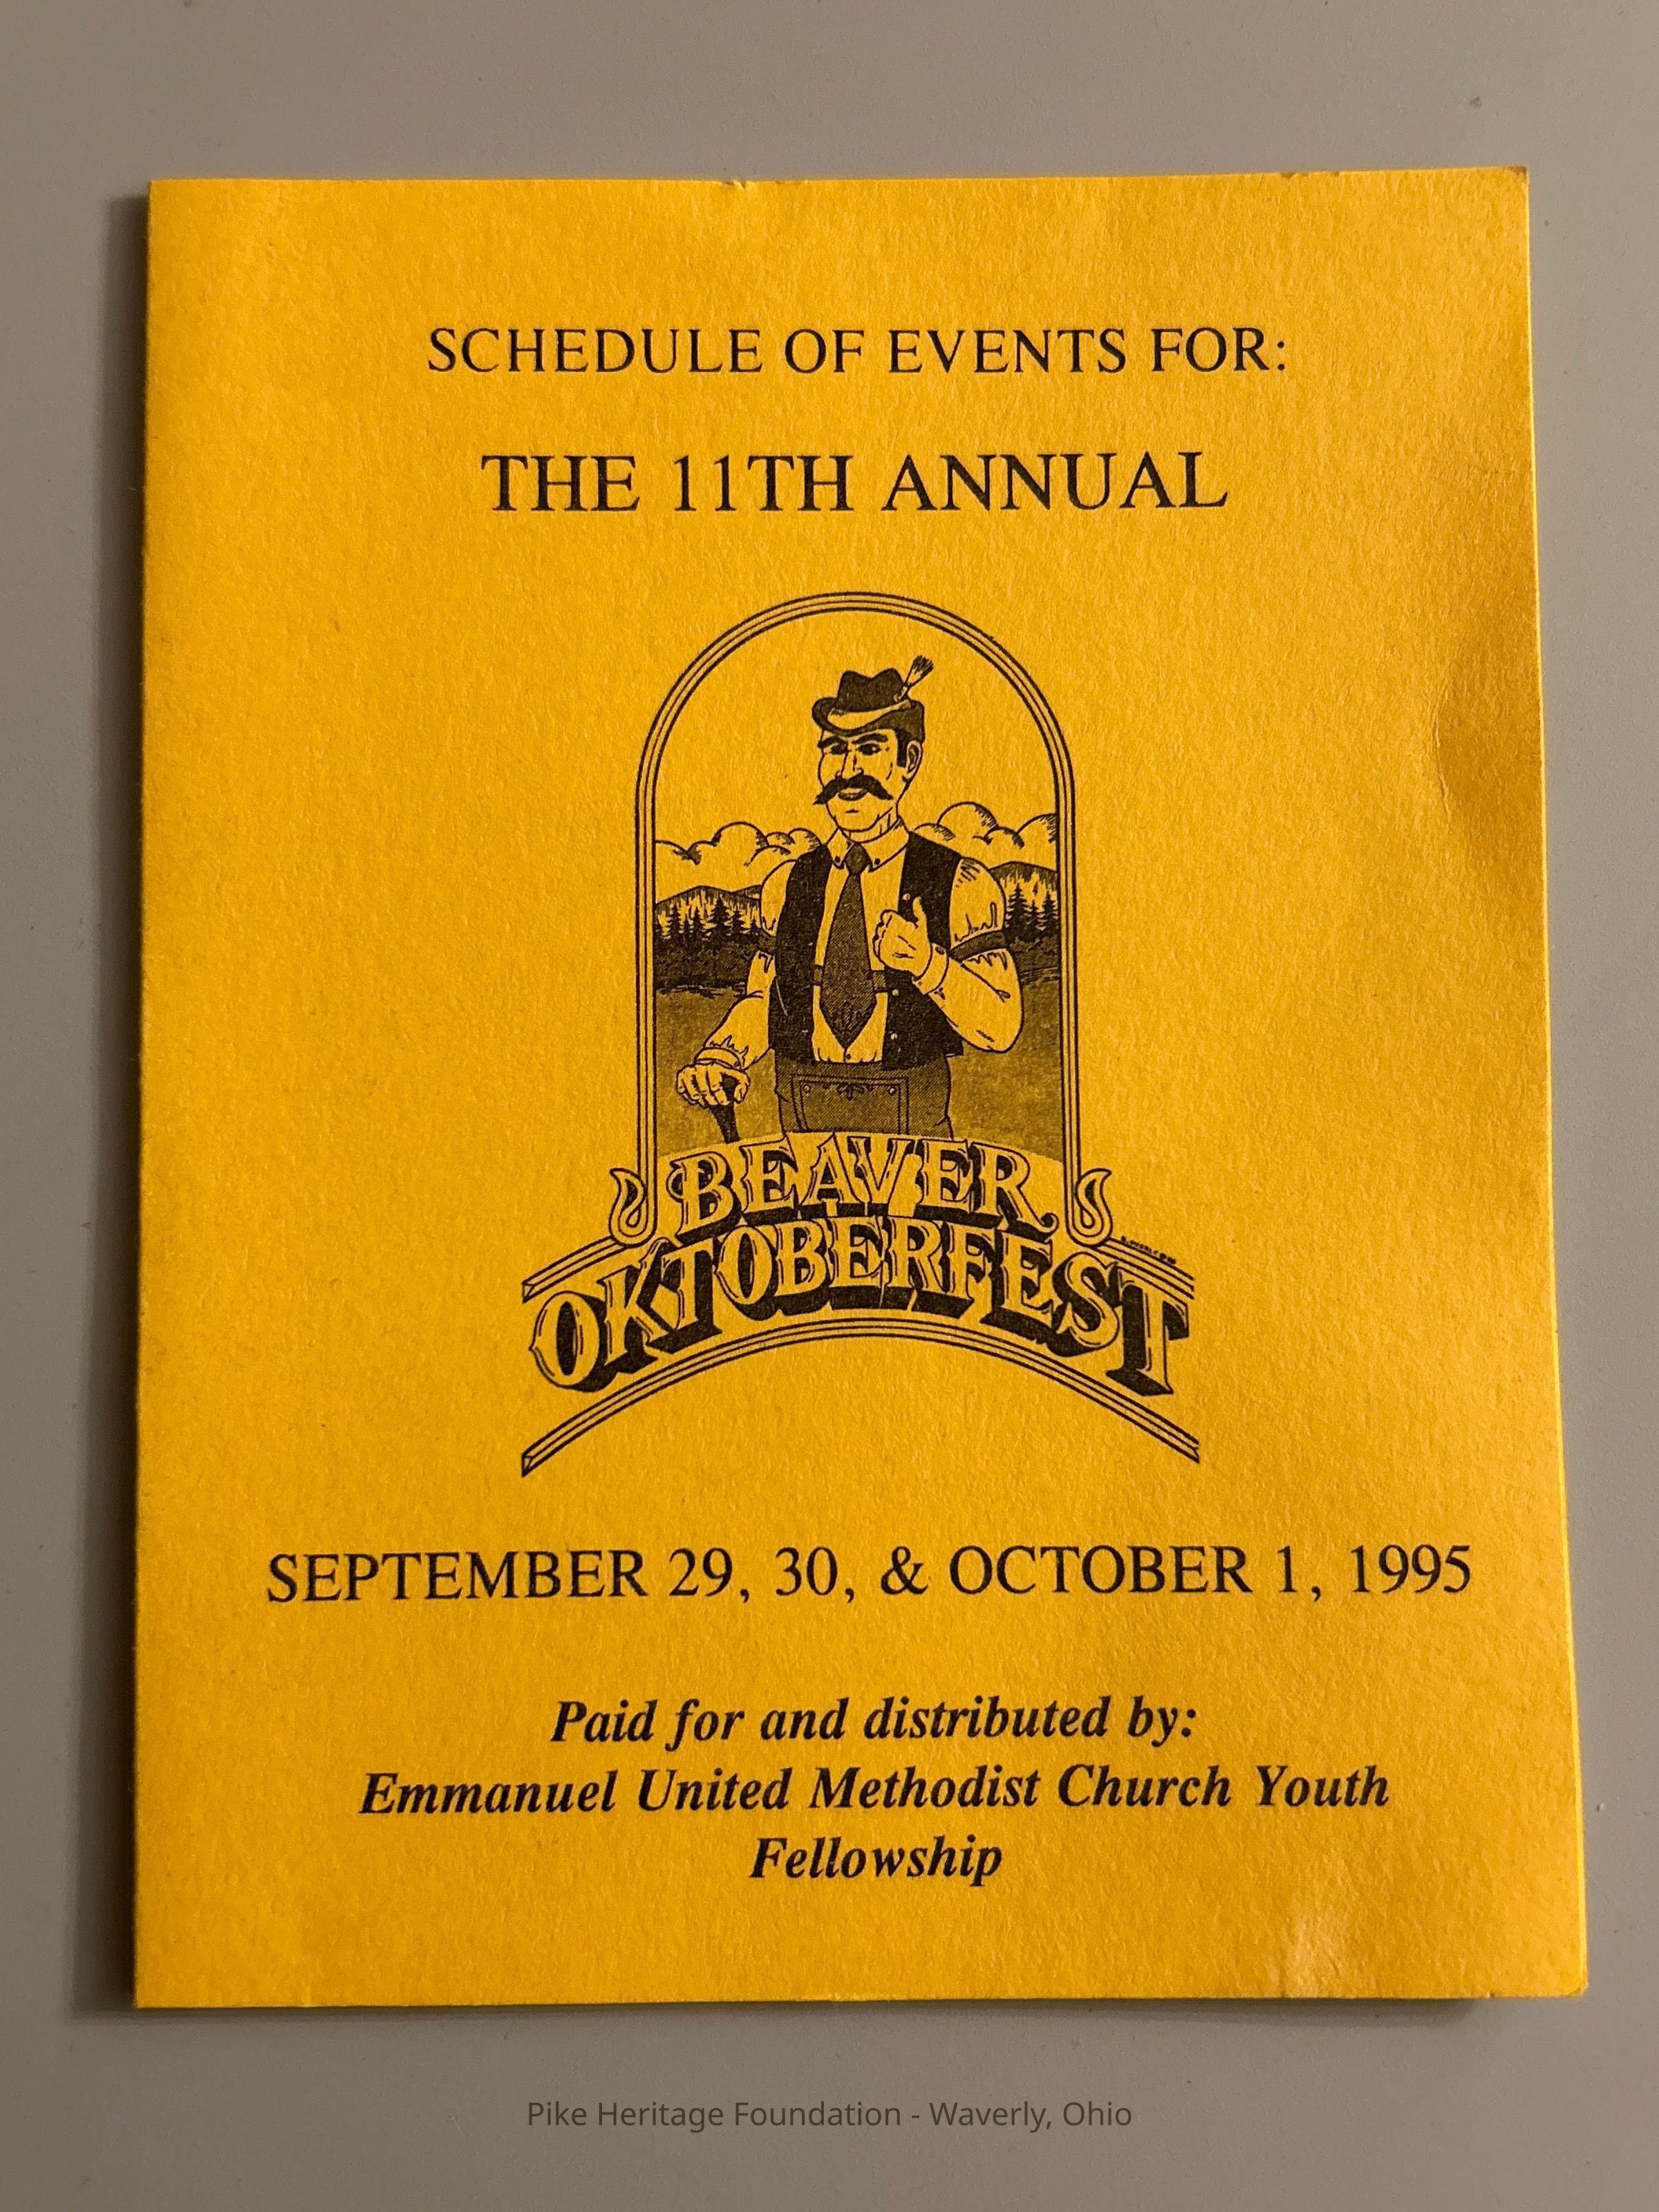 SCHEDULE OF EVENTS FOR:
THE 11TH ANNUAL
BEAVER
OKTOBERFEST
SEPTEMBER 29, 30, & OCTOBER 1, 1995
Paid for and distributed by:
Emmanuel United Methodist Church Youth
Fellowship
Pike Heritage Foundation - Waverly, Ohio